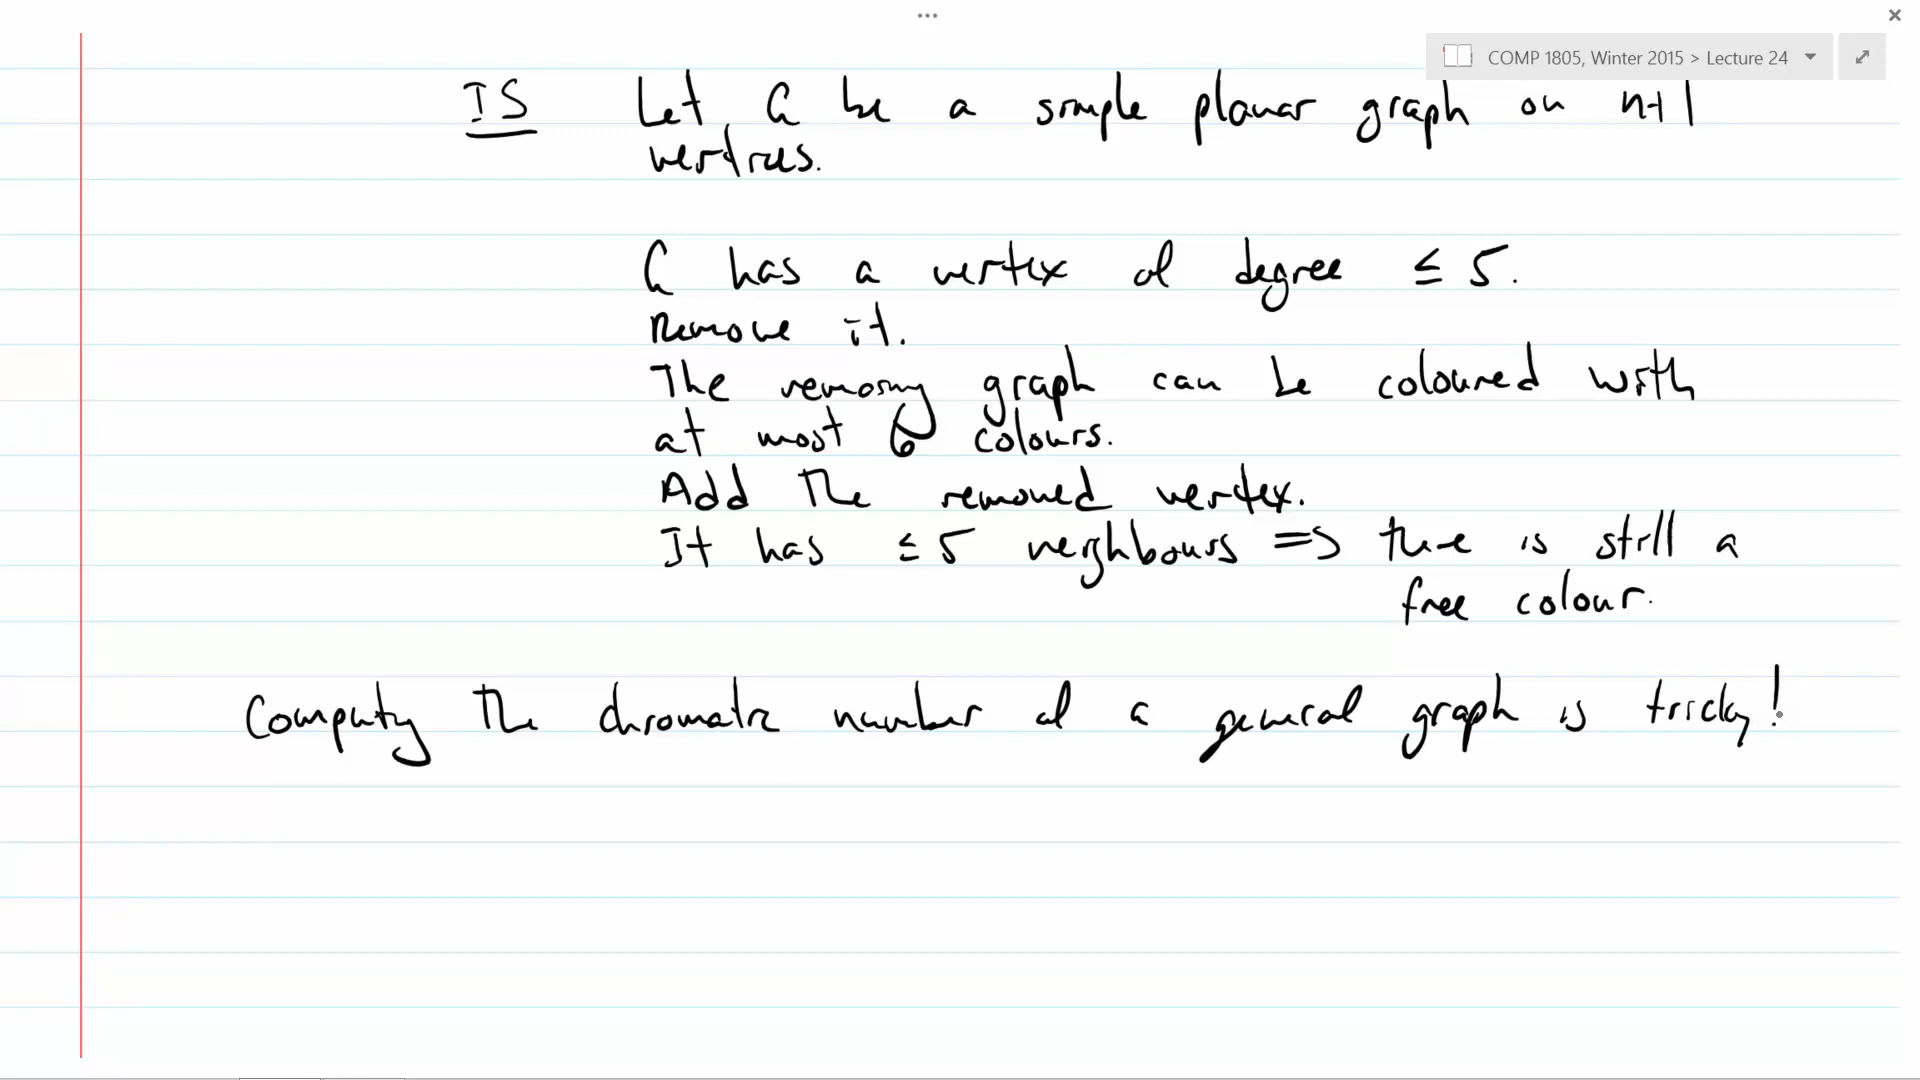 COMP 1805, Winter 2015 > Lecture 24
IS Let G be a simple planar graph on n+1
vertices.
G has a vertex of degree ≤ 5.
Remove it.
The remaining graph can be coloured with
at most 6 colours.
Add the removed vertex.
It has ≤ 5 neighbours => there is still a
free colour.
Computing the chromatic number of a general graph is tricky!